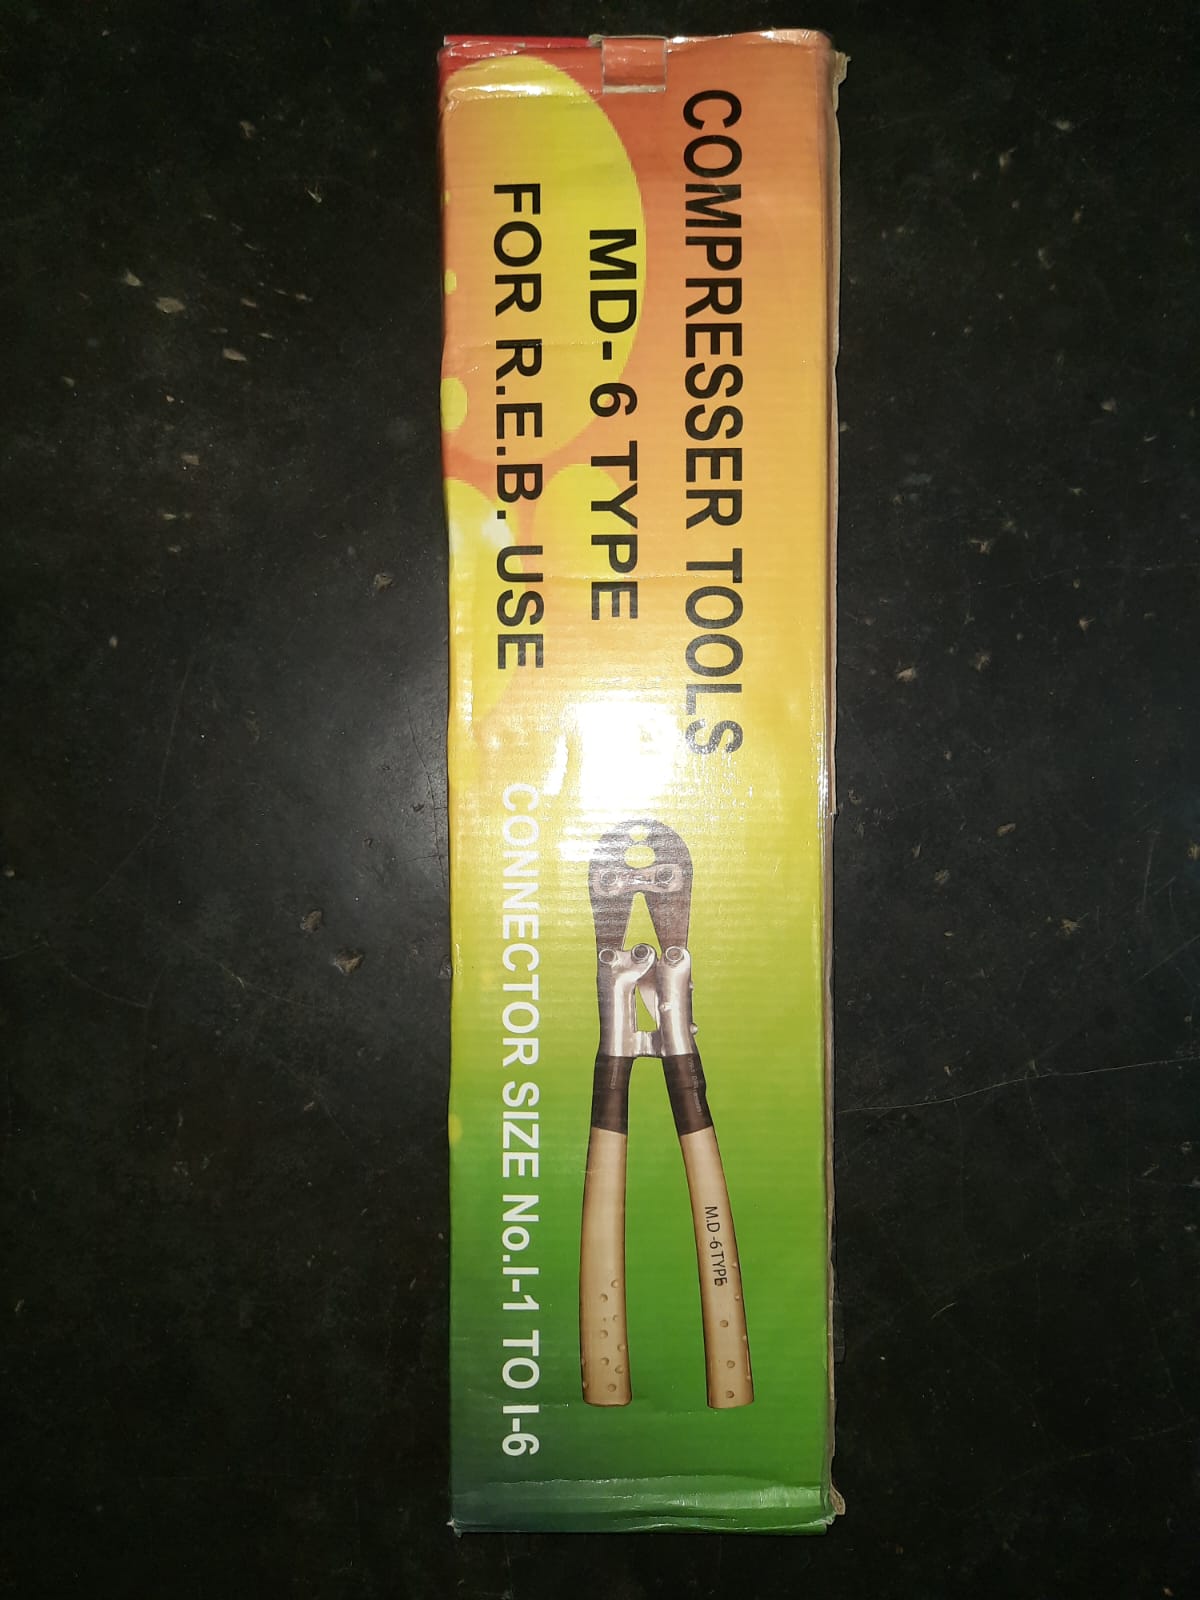 COMPRESSER TOOLS
MD-6 TYPE
FOR R.E.B. USE
CONNECTOR SIZE No.I-1 TO I-6
M.D-6 TYPE